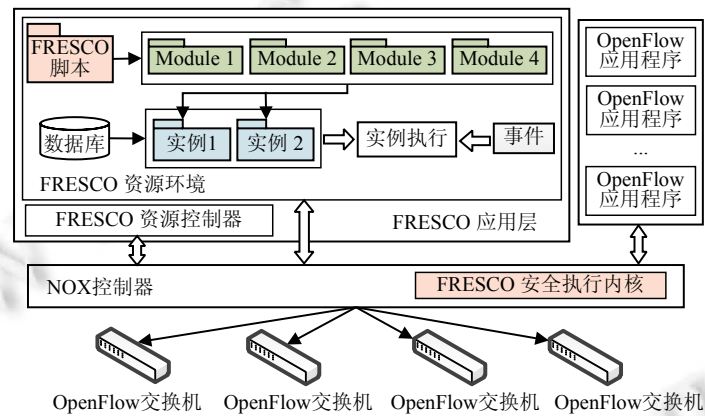 FRESCO
脚本
Module 1
Module 2
Module 3
Module 4
数据库
实例1
实例 2
实例执行
事件
FRESCO 资源环境
FRESCO 资源控制器
FRESCO 应用层
OpenFlow
应用程序
OpenFlow
应用程序
...
OpenFlow
应用程序
NOX控制器
FRESCO 安全执行内核
OpenFlow交换机
OpenFlow交换机
OpenFlow交换机
OpenFlow交换机